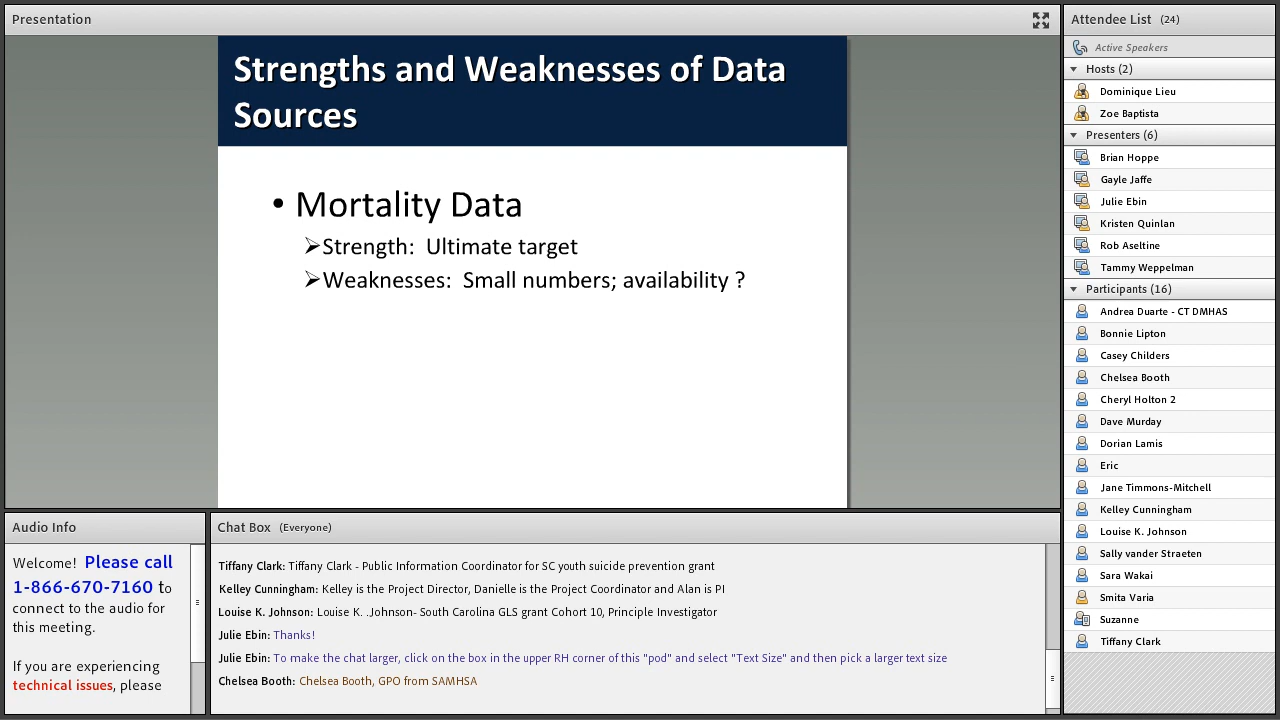 Presentation
Strengths and Weaknesses of Data
Sources
• Mortality Data
➢Strength: Ultimate target
➢Weaknesses: Small numbers; availability ?
Audio Info
Welcome! Please call
1-866-670-7160 to
connect to the audio for
this meeting.
If you are experiencing
technical issues, please
Chat Box (Everyone)
Tiffany Clark: Tiffany Clark - Public Information Coordinator for SC youth suicide prevention grant
Kelley Cunningham: Kelley is the Project Director, Danielle is the Project Coordinator and Alan is PI
Louise K. Johnson: Louise K. .Johnson- South Carolina GLS grant Cohort 10, Principle Investigator
Julie Ebin: Thanks!
Julie Ebin: To make the chat larger, click on the box in the upper RH corner of this "pod" and select "Text Size" and then pick a larger text size
Chelsea Booth: Chelsea Booth, GPO from SAMHSA
Attendee List (24)
Active Speakers
Hosts (2)
Dominique Lieu
Zoe Baptista
Presenters (6)
Brian Hoppe
Gayle Jaffe
Julie Ebin
Kristen Quinlan
Rob Aseltine
Tammy Weppelman
Participants (16)
Andrea Duarte - CT DMHAS
Bonnie Lipton
Casey Childers
Chelsea Booth
Cheryl Holton 2
Dave Murday
Dorian Lamis
Eric
Jane Timmons-Mitchell
Kelley Cunningham
Louise K. Johnson
Sally vander Straeten
Sara Wakai
Smita Varia
Suzanne
Tiffany Clark